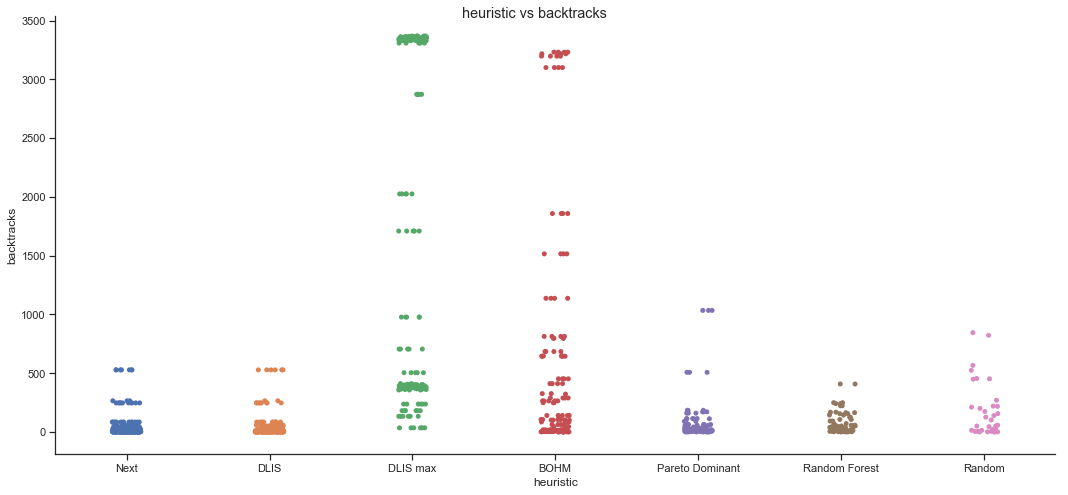 heuristic vs backtracks
3500
3000
2500
2000
1500
1000
500
0
backtracks
Next DLIS DLIS max BOHM Pareto Dominant Random Forest Random
heuristic